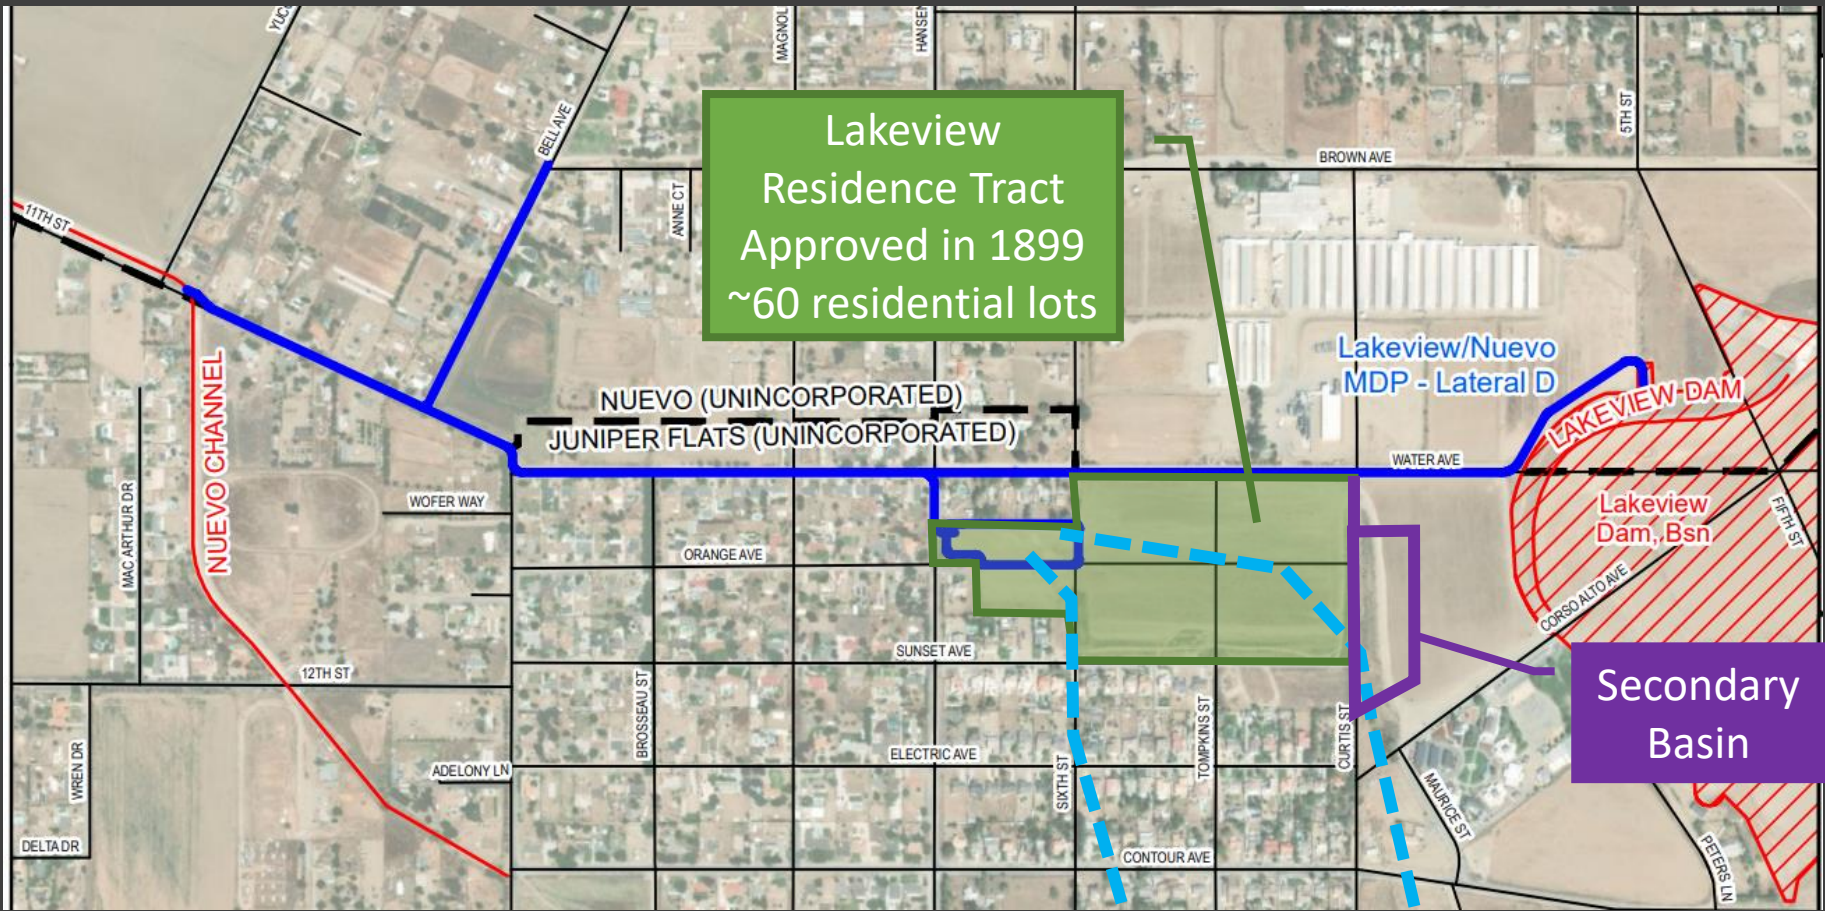 YUC
MAGNOL
HANSEN
BELL AVE
5TH ST
Lakeview
Residence Tract
Approved in 1899
~60 residential lots
BROWN AVE
ANNE CT
11TH ST
Lakeview/Nuevo
MDP - Lateral D
NUEVO CHANNEL
NUEVO (UNINCORPORATED)
JUNIPER FLATS (UNINCORPORATED)
LAKEVIEW DAM
WATER AVE
MAC ARTHUR DR
WOFER WAY
Lakeview
Dam, Bsn
FIFTH ST
ORANGE AVE
CORSO ALTO AVE
SUNSET AVE
12TH ST
BROSSEAU ST
Secondary
Basin
TOMPKINS ST
CURTIS ST
ELECTRIC AVE
WREN DR
ADELONY LN
SIXTH ST
MAURICE ST
DELTA DR
CONTOUR AVE
PETERS LN